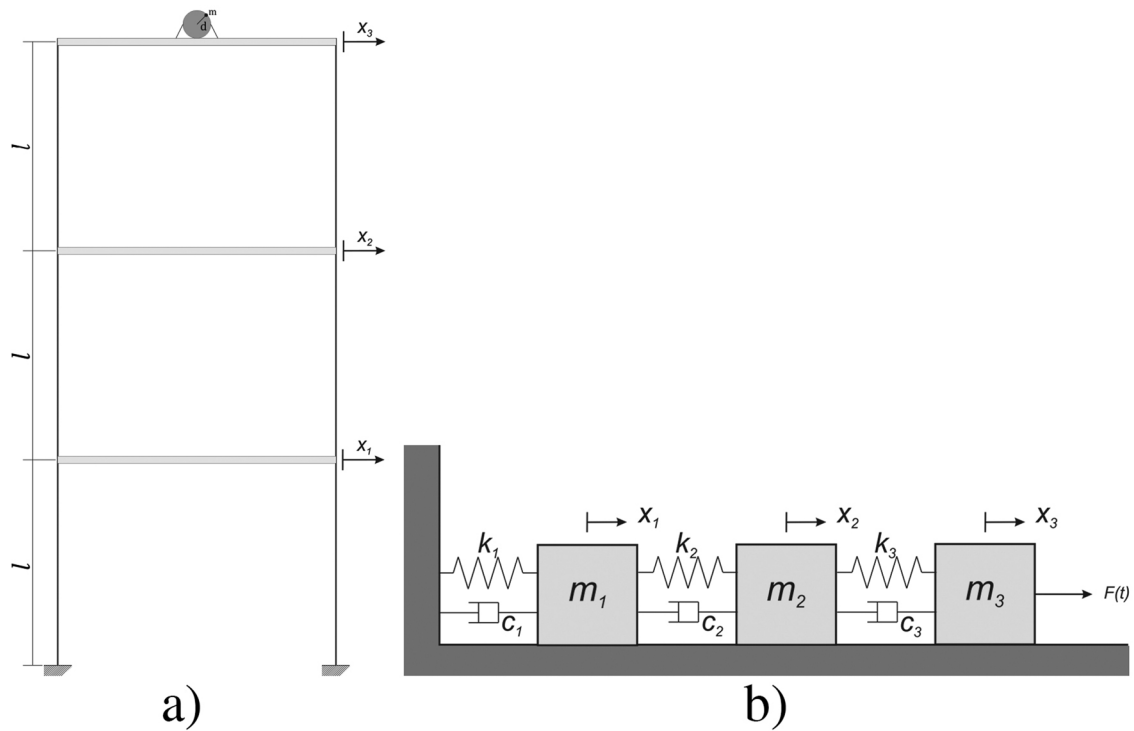 m
d
x₃
l
x₂
l
x₁
l
a)
x₁
x₂
x₃
k₁
k₂
k₃
m₁
m₂
m₃
F(t)
c₁
c₂
c₃
b)